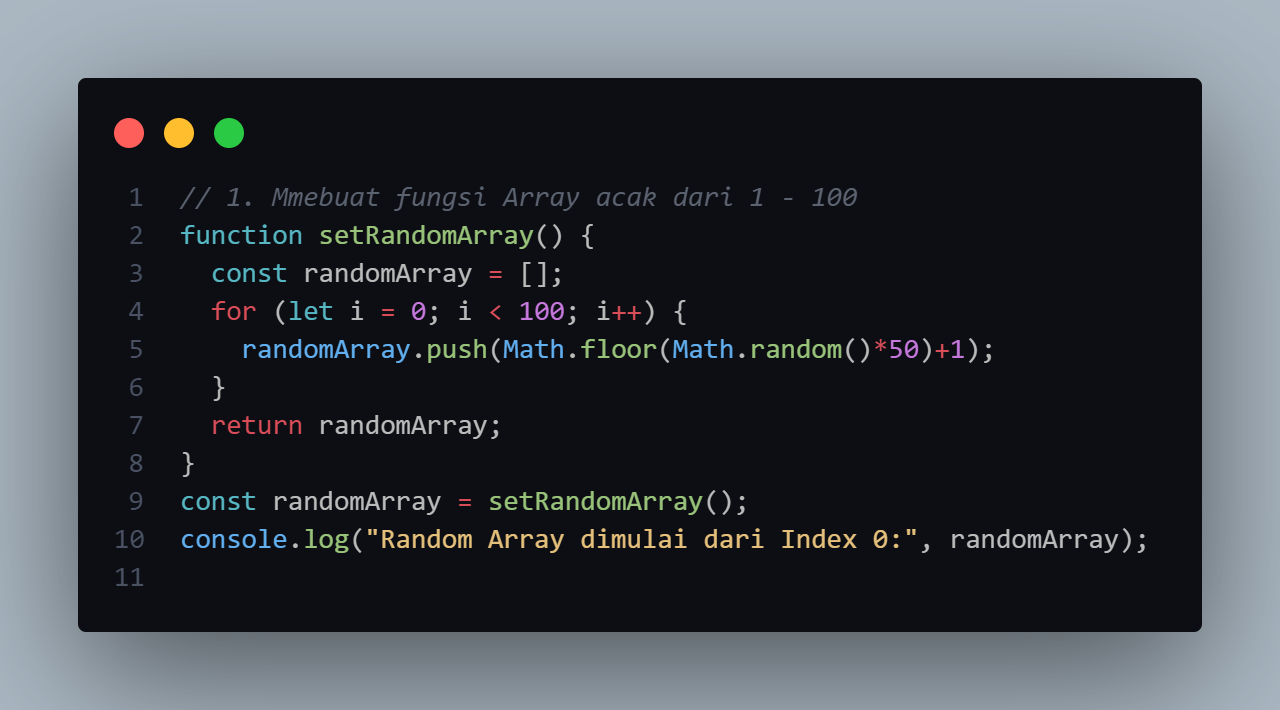 1 // 1. Mmebuat fungsi Array acak dari 1 - 100
2 function setRandomArray() {
3   const randomArray = [];
4   for (let i = 0; i < 100; i++) {
5     randomArray.push(Math.floor(Math.random()*50)+1);
6   }
7   return randomArray;
8 }
9 const randomArray = setRandomArray();
10 console.log("Random Array dimulai dari Index 0:", randomArray);
11